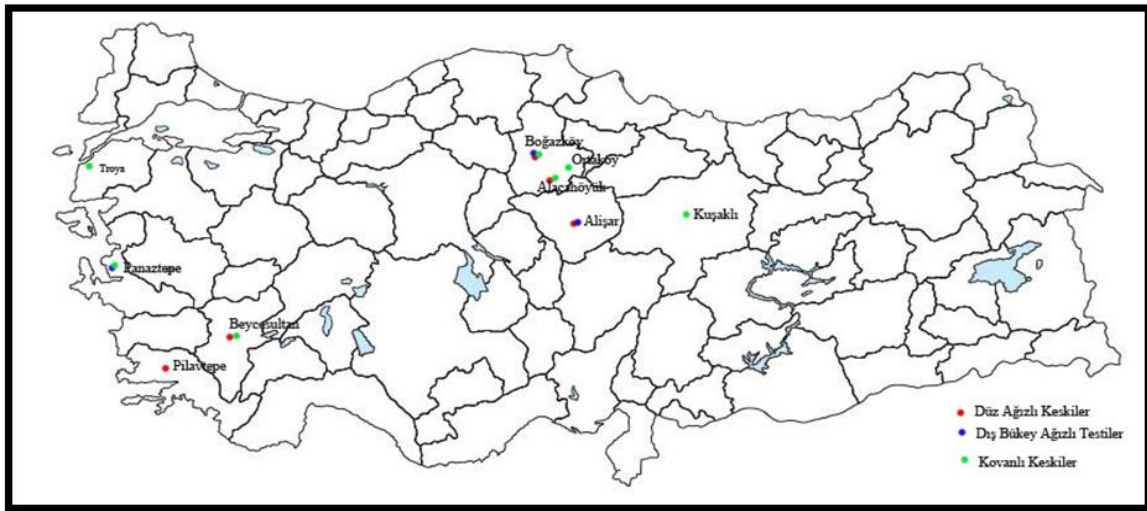 Boğazköy
Ortaköy
Troya
Alacahöyük
Kuşaklı
Alişar
Panaztepe
Beycesultan
Pilavtepe
Düz Ağızlı Keskiler
Dış Bükey Ağızlı Testiler
Kovanlı Keskiler